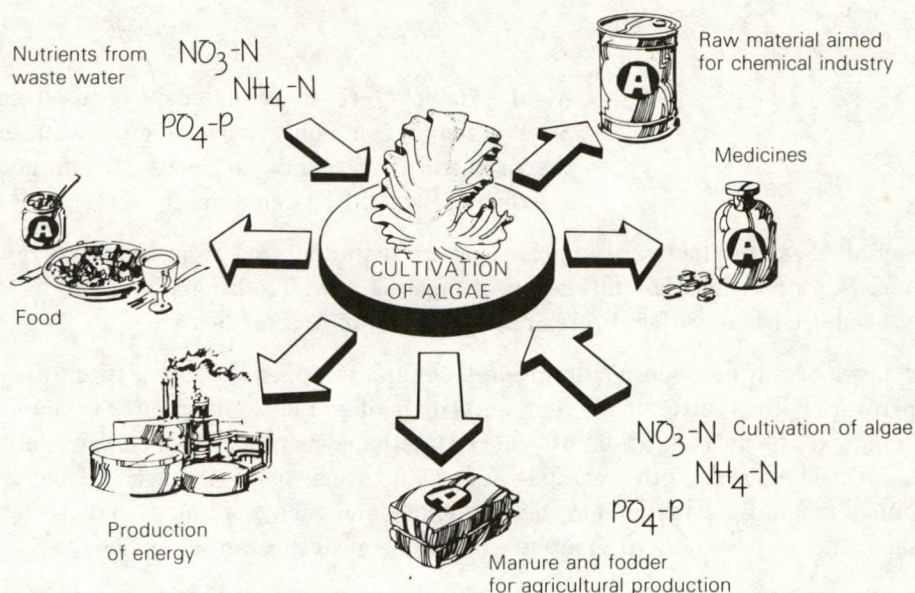 Nutrients from
waste water
NO3-N
NH4-N
PO4-P
A
Raw material aimed
for chemical industry
Medicines
A
A
Food
CULTIVATION
OF ALGAE
Production
of energy
A
Manure and fodder
for agricultural production
NO3-N Cultivation of algae
NH4-N
PO4-P